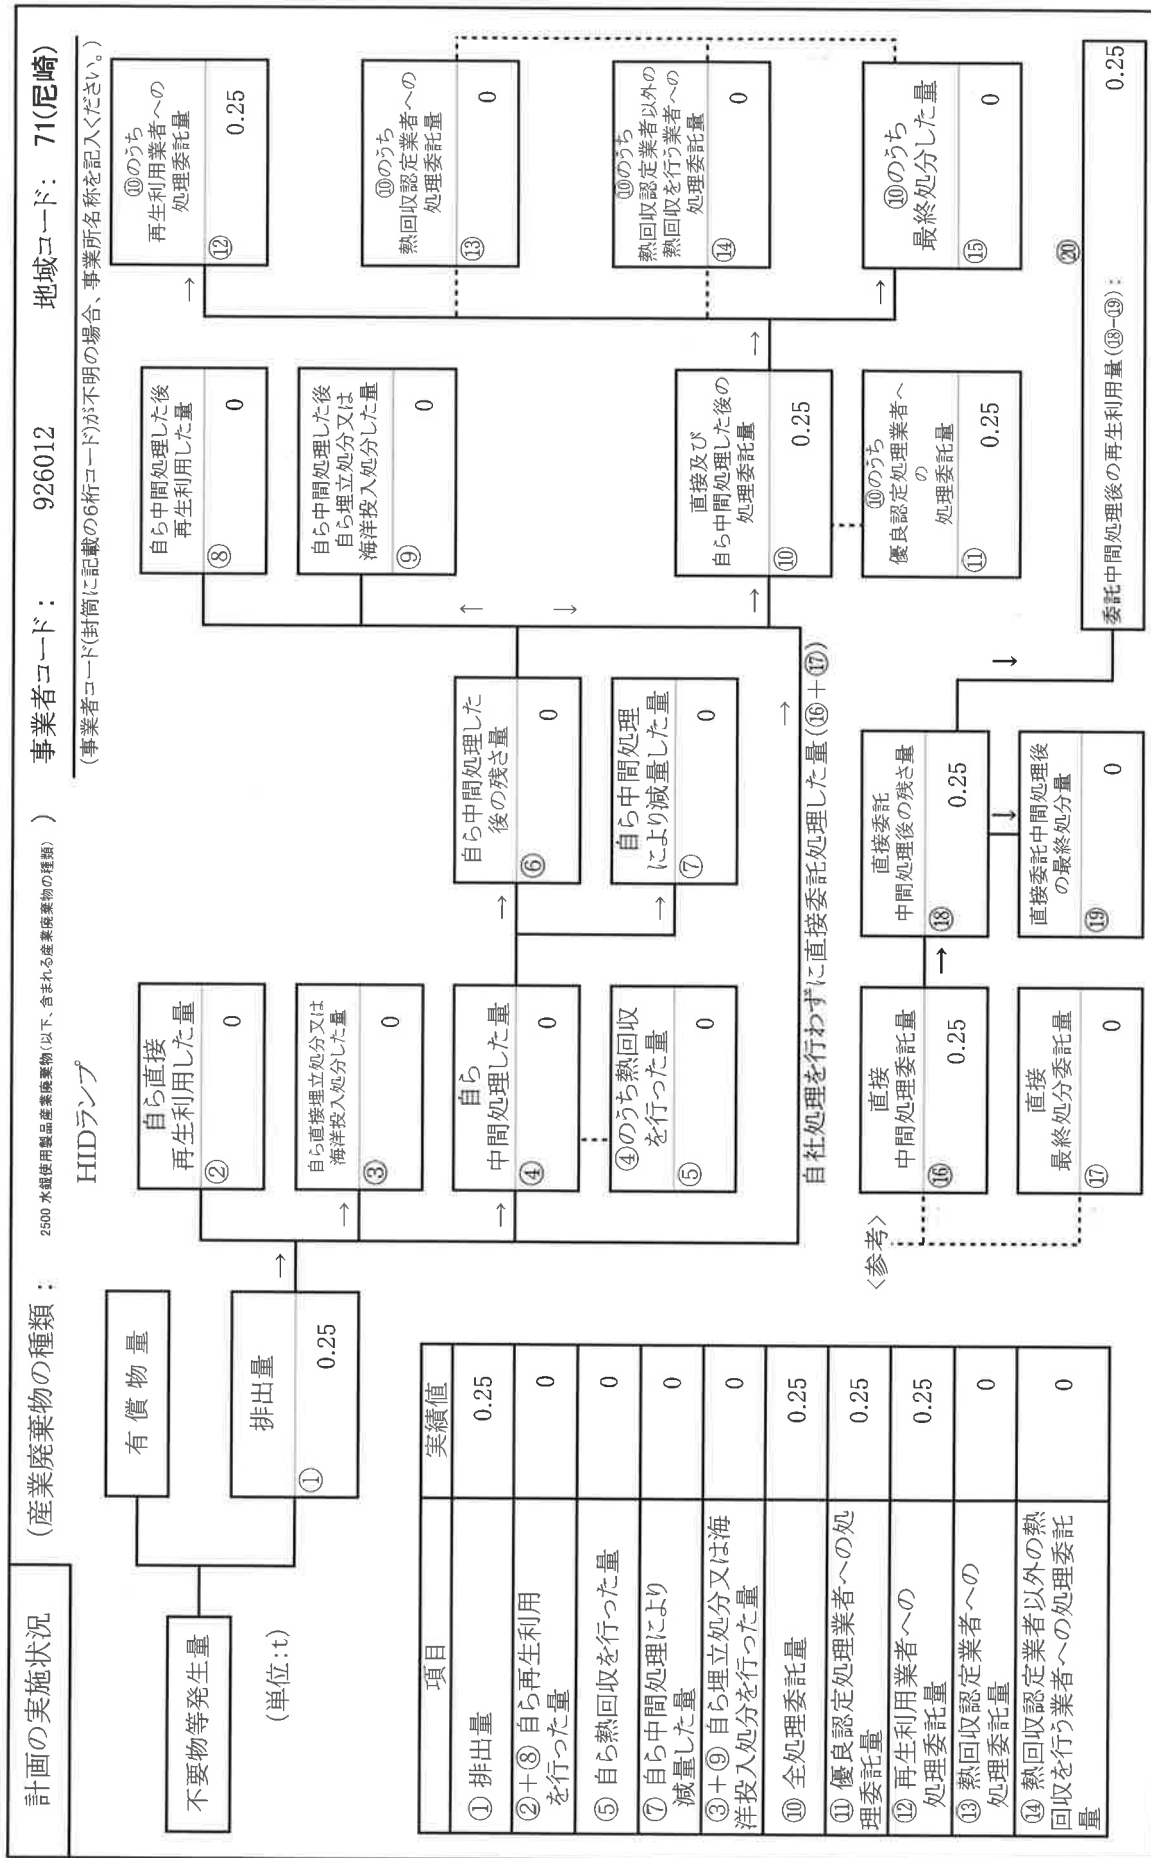 計画の実施状況
(産業廃棄物の種類：
2500 水銀使用製品産業廃棄物(以下、含まれる産業廃棄物の種類)
)
HIDランプ
事業者コード： 926012 地域コード： 71(尼崎)
(事業者コード(封筒に記載の6桁コード)が不明の場合、事業所名称を記入ください。)
不要物等発生量
(単位:t)
有償物量
排出量
① 0.25
→
自ら直接
再生利用した量
② 0
→
自ら直接埋立処分又は
海洋投入処分した量
③ 0
→
自ら
中間処理した量
④ 0
④のうち熱回収
を行った量
⑤ 0
→
自ら中間処理した
後の残さ量
⑥ 0
→
自ら中間処理
により減量した量
⑦ 0
自ら中間処理した後
再生利用した量
⑧ 0
自ら中間処理した後
自ら埋立処分又は
海洋投入処分した量
⑨ 0
↑
↓
→
自社処理を行わずに直接委託処理した量(⑯＋⑰)
→
直接及び
自ら中間処理した後の
処理委託量
⑩ 0.25
⑩のうち
優良認定処理業者へ
の
処理委託量
⑪ 0.25
→
→
⑩のうち
再生利用業者への
処理委託量
⑫ 0.25
⑩のうち
熱回収認定業者への
処理委託量
⑬ 0
⑩のうち
熱回収認定業者以外の
熱回収を行う業者への
処理委託量
⑭ 0
→
⑩のうち
最終処分した量
⑮ 0
<参考>
直接
中間処理委託量
⑯ 0.25
直接
最終処分委託量
⑰ 0
→
直接委託
中間処理後の残さ量
⑱ 0.25
↓
直接委託中間処理後
の最終処分量
⑲ 0
↓
⑳
委託中間処理後の再生利用量(⑱-⑲)： 0.25
項目 実績値
① 排出量 0.25
②＋⑧ 自ら再生利用
を行った量 0
⑤ 自ら熱回収を行った量 0
⑦ 自ら中間処理により
減量した量 0
③＋⑨ 自ら埋立処分又は海
洋投入処分を行った量 0
⑩ 全処理委託量 0.25
⑪ 優良認定処理業者への処
理委託量 0.25
⑫ 再生利用業者への
処理委託量 0.25
⑬ 熱回収認定業者への
処理委託量 0
⑭ 熱回収認定業者以外の熱
回収を行う業者への処理委託
量 0